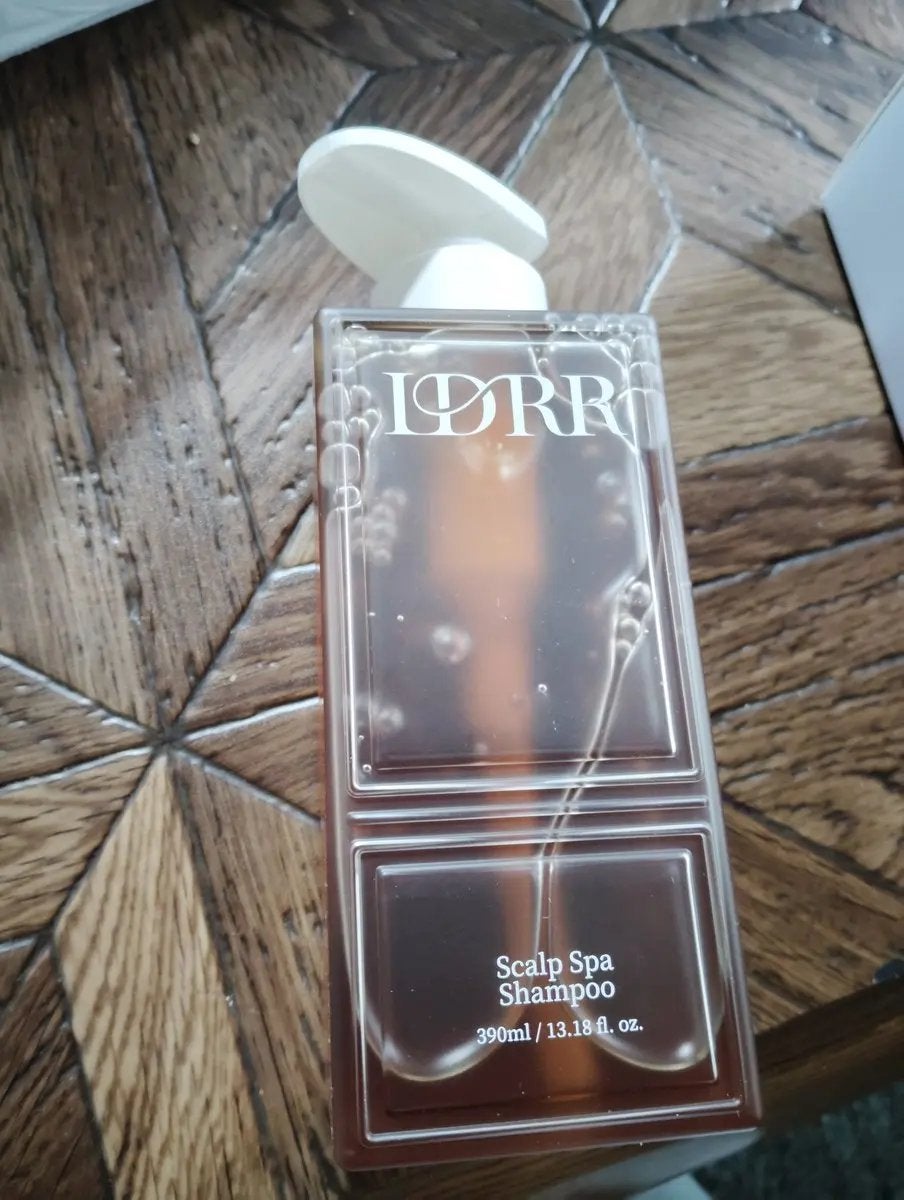 LDRR
Scalp Spa
Shampoo
390ml / 13.18 fl. oz.